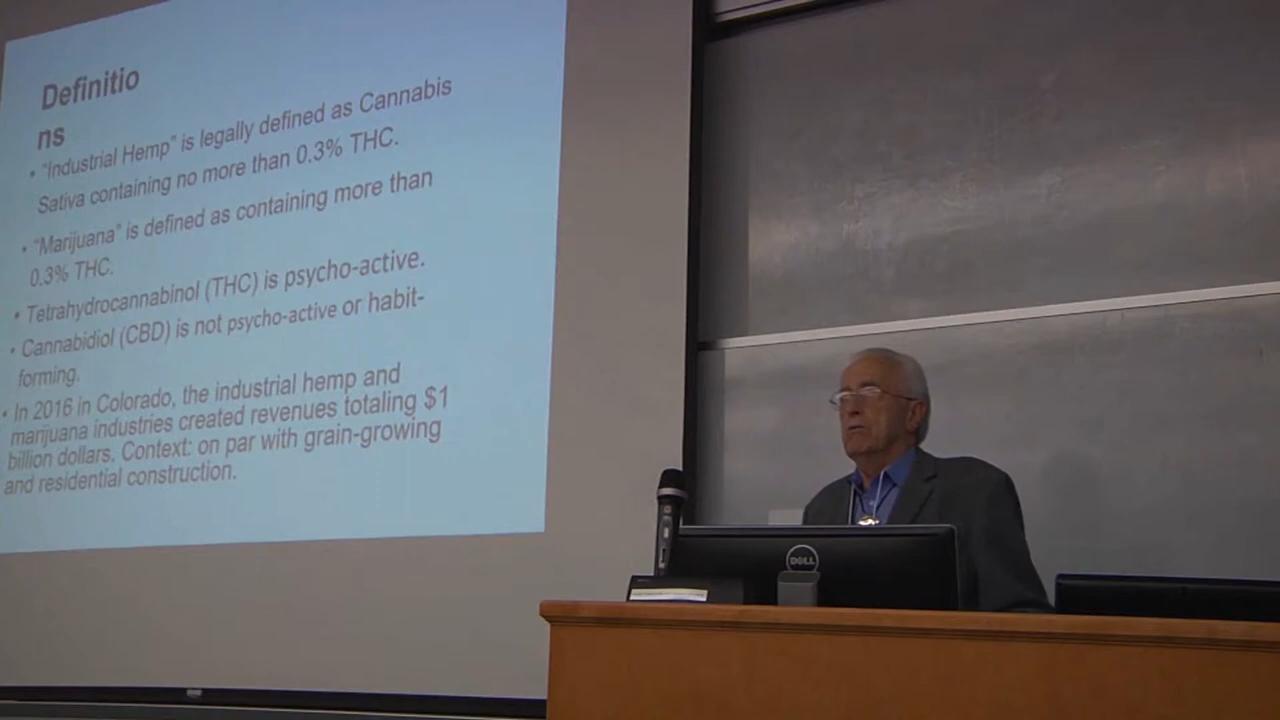 Definitio
ns
• "Industrial Hemp" is legally defined as Cannabis
Sativa containing no more than 0.3% THC.
• "Marijuana" is defined as containing more than
0.3% THC.
• Tetrahydrocannabinol (THC) is psycho-active.
• Cannabidiol (CBD) is not psycho-active or habit-
forming.
• In 2016 in Colorado, the industrial hemp and
marijuana industries created revenues totaling $1
billion dollars. Context: on par with grain-growing
and residential construction.
DELL